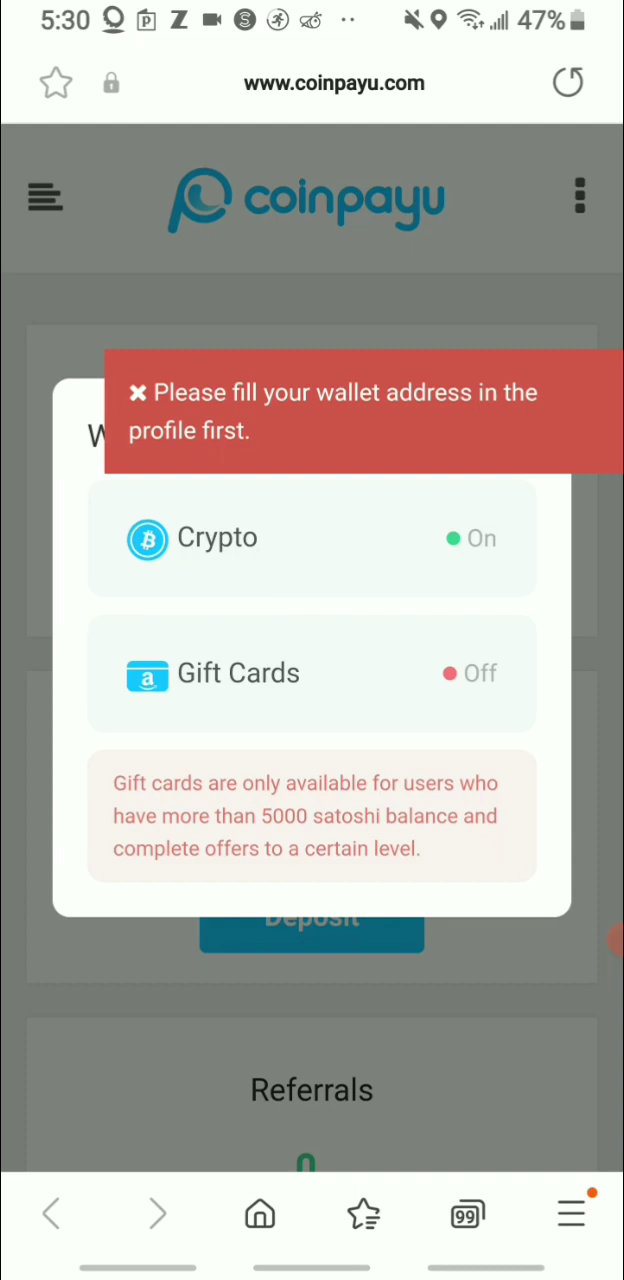 5:30
47%
www.coinpayu.com
coinpayu
Please fill your wallet address in the
profile first.
Crypto
On
Gift Cards
Off
Gift cards are only available for users who
have more than 5000 satoshi balance and
complete offers to a certain level.
Deposit
Referrals
0
99